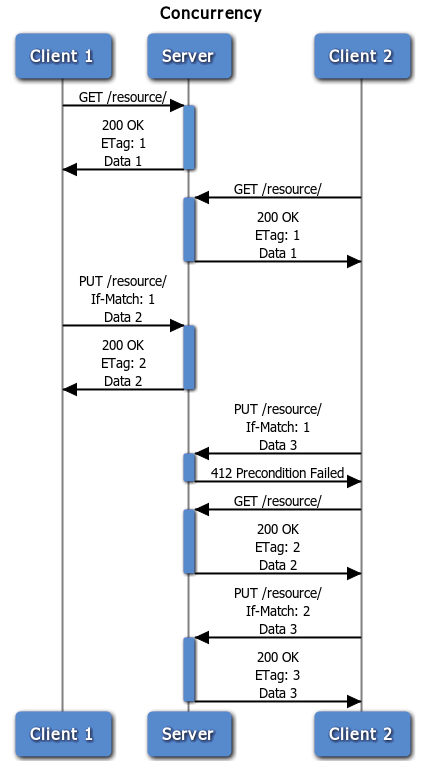 Concurrency
Client 1
Server
Client 2
GET /resource/
200 OK
ETag: 1
Data 1
GET /resource/
200 OK
ETag: 1
Data 1
PUT /resource/
If-Match: 1
Data 2
200 OK
ETag: 2
Data 2
PUT /resource/
If-Match: 1
Data 3
412 Precondition Failed
GET /resource/
200 OK
ETag: 2
Data 2
PUT /resource/
If-Match: 2
Data 3
200 OK
ETag: 3
Data 3
Client 1
Server
Client 2